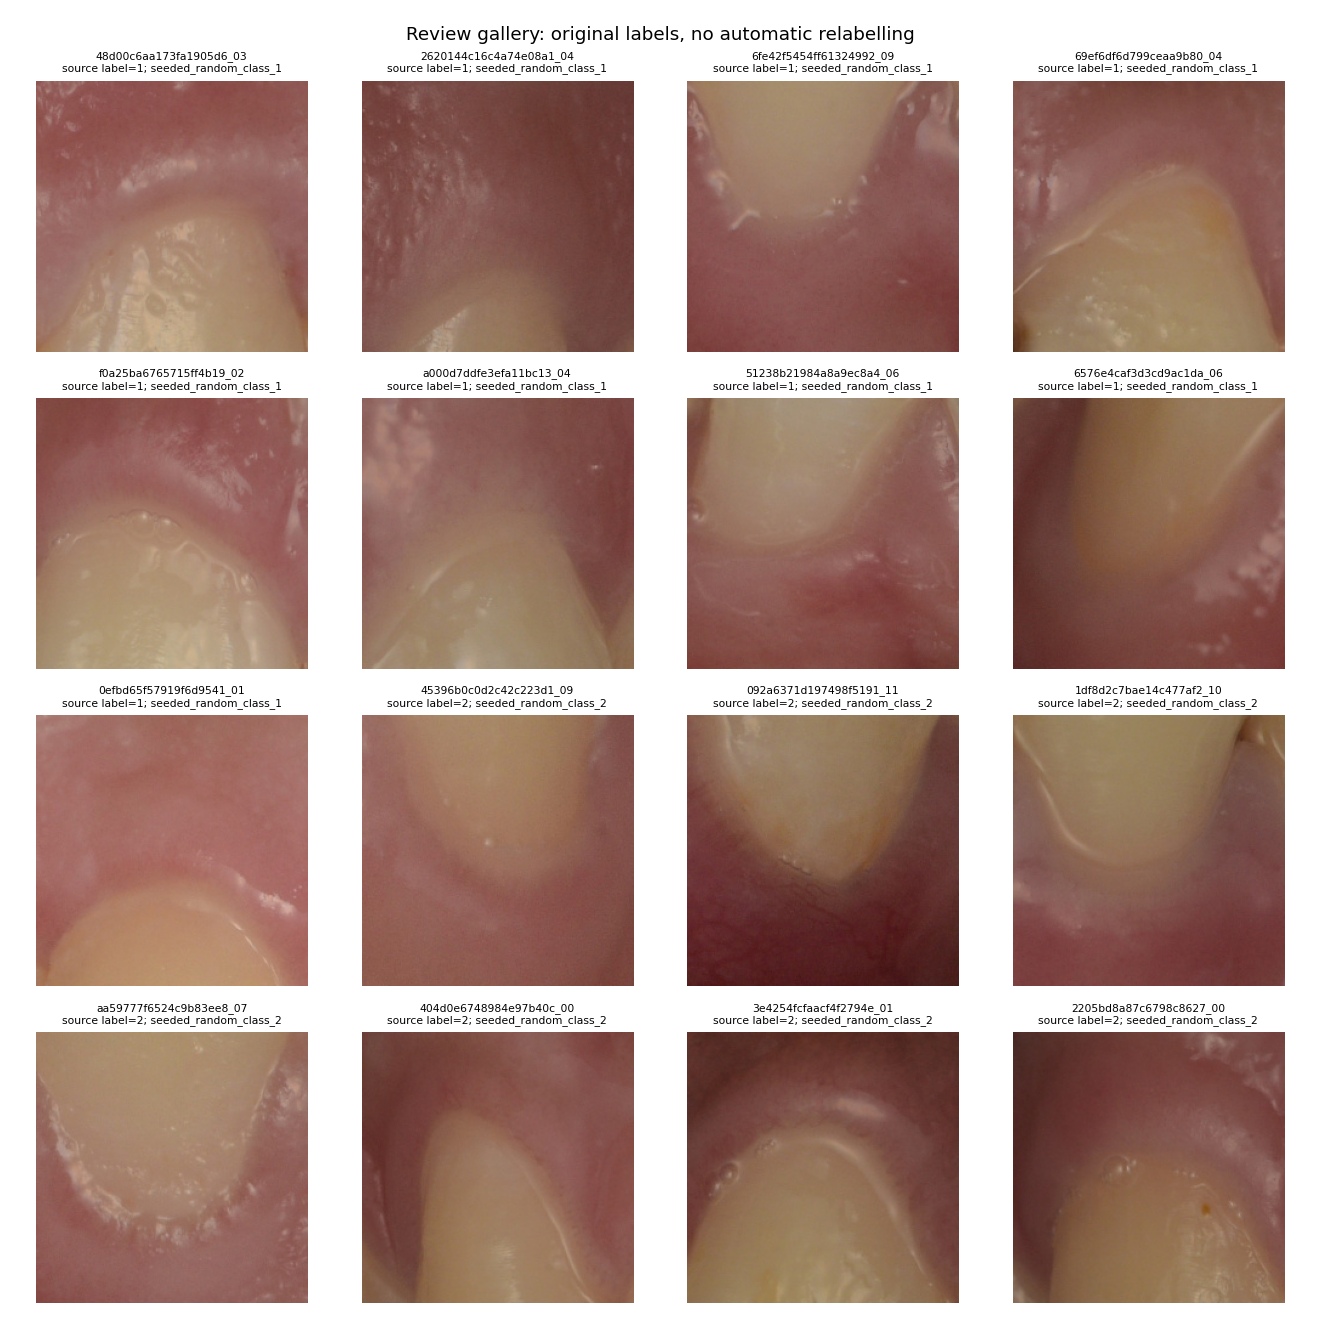 Review gallery: original labels, no automatic relabelling
48d00c6aa173fa1905d6_03
source label=1; seeded_random_class_1
2620144c16c4a74e08a1_04
source label=1; seeded_random_class_1
6fe42f5454ff61324992_09
source label=1; seeded_random_class_1
69ef6df6d799ceaa9b80_04
source label=1; seeded_random_class_1
f0a25ba6765715ff4b19_02
source label=1; seeded_random_class_1
a000d7ddfe3efa11bc13_04
source label=1; seeded_random_class_1
51238b21984a8a9ec8a4_06
source label=1; seeded_random_class_1
6576e4caf3d3cd9ac1da_06
source label=1; seeded_random_class_1
0efbd65f57919f6d9541_01
source label=1; seeded_random_class_1
45396b0c0d2c42c223d1_09
source label=2; seeded_random_class_2
092a6371d197498f5191_11
source label=2; seeded_random_class_2
1df8d2c7bae14c477af2_10
source label=2; seeded_random_class_2
aa59777f6524c9b83ee8_07
source label=2; seeded_random_class_2
404d0e6748984e97b40c_00
source label=2; seeded_random_class_2
3e4254fcfaacf4f2794e_01
source label=2; seeded_random_class_2
2205bd8a87c6798c8627_00
source label=2; seeded_random_class_2